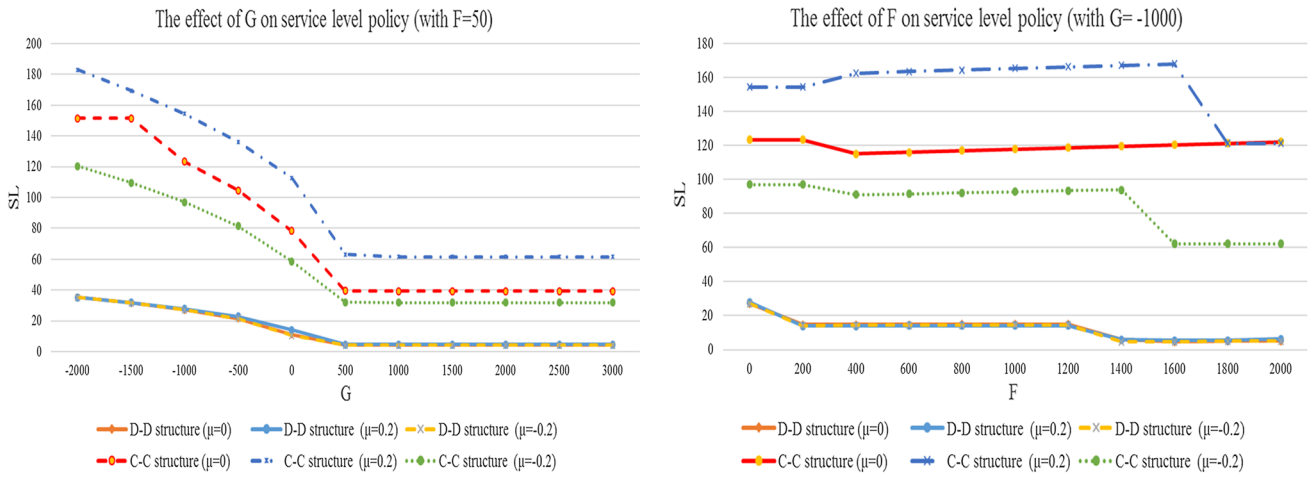 The effect of G on service level policy (with F=50)
200
180
160
140
120
100
80
60
40
20
0
SL
-2000 -1500 -1000 -500 0 500 1000 1500 2000 2500 3000
G
D-D structure (μ=0) D-D structure (μ=0.2) D-D structure (μ=-0.2)
C-C structure (μ=0) C-C structure (μ=0.2) C-C structure (μ=-0.2)
The effect of F on service level policy (with G= -1000)
180
160
140
120
100
80
60
40
20
0
SL
0 200 400 600 800 1000 1200 1400 1600 1800 2000
F
D-D structure (μ=0) D-D structure (μ=0.2) D-D structure (μ=-0.2)
C-C structure (μ=0) C-C structure (μ=0.2) C-C structure (μ=-0.2)